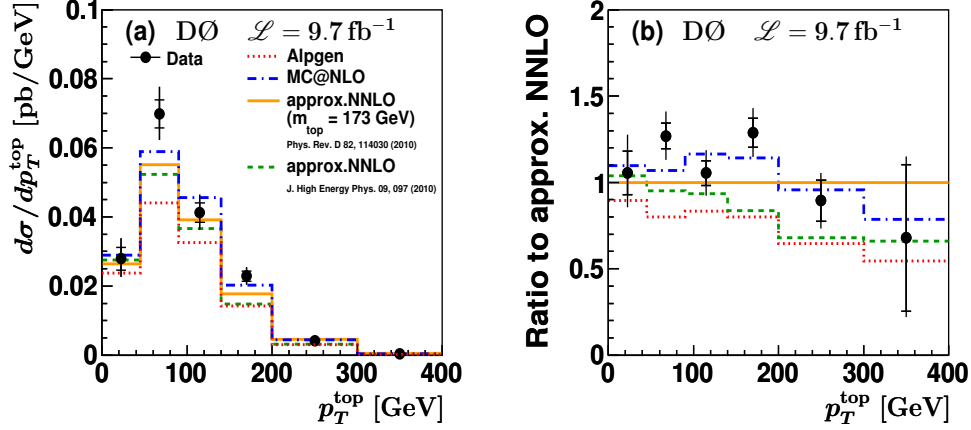 (a) DØ ℒ = 9.7 fb⁻¹
Data
Alpgen
MC@NLO
approx.NNLO
(m_top = 173 GeV)
Phys. Rev. D 82, 114030 (2010)
approx.NNLO
J. High Energy Phys. 09, 097 (2010)
dσ/dp_T^top [pb/GeV]
0.1
0.08
0.06
0.04
0.02
0
0 100 200 300 400
p_T^top [GeV]
(b) DØ ℒ = 9.7 fb⁻¹
Ratio to approx. NNLO
2
1.5
1
0.5
0
0 100 200 300 400
p_T^top [GeV]